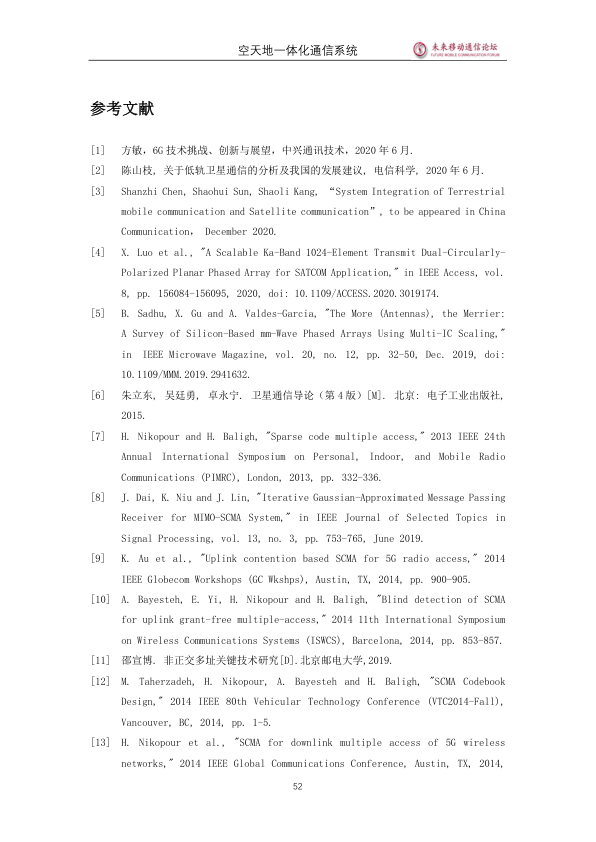 空天地一体化通信系统
未来移动通信论坛
FUTURE MOBILE COMMUNICATION FORUM
参考文献
[1] 方敏，6G 技术挑战、创新与展望，中兴通讯技术，2020 年 6 月.
[2] 陈山枝, 关于低轨卫星通信的分析及我国的发展建议, 电信科学, 2020 年 6 月.
[3] Shanzhi Chen, Shaohui Sun, Shaoli Kang, “System Integration of Terrestrial
mobile communication and Satellite communication”, to be appeared in China
Communication， December 2020.
[4] X. Luo et al., "A Scalable Ka-Band 1024-Element Transmit Dual-Circularly-
Polarized Planar Phased Array for SATCOM Application," in IEEE Access, vol.
8, pp. 156084-156095, 2020, doi: 10.1109/ACCESS.2020.3019174.
[5] B. Sadhu, X. Gu and A. Valdes-Garcia, "The More (Antennas), the Merrier:
A Survey of Silicon-Based mm-Wave Phased Arrays Using Multi-IC Scaling,"
in IEEE Microwave Magazine, vol. 20, no. 12, pp. 32-50, Dec. 2019, doi:
10.1109/MMM.2019.2941632.
[6] 朱立东, 吴廷勇, 卓永宁. 卫星通信导论（第 4 版）[M]. 北京: 电子工业出版社,
2015.
[7] H. Nikopour and H. Baligh, "Sparse code multiple access," 2013 IEEE 24th
Annual International Symposium on Personal, Indoor, and Mobile Radio
Communications (PIMRC), London, 2013, pp. 332-336.
[8] J. Dai, K. Niu and J. Lin, "Iterative Gaussian-Approximated Message Passing
Receiver for MIMO-SCMA System," in IEEE Journal of Selected Topics in
Signal Processing, vol. 13, no. 3, pp. 753-765, June 2019.
[9] K. Au et al., "Uplink contention based SCMA for 5G radio access," 2014
IEEE Globecom Workshops (GC Wkshps), Austin, TX, 2014, pp. 900-905.
[10] A. Bayesteh, E. Yi, H. Nikopour and H. Baligh, "Blind detection of SCMA
for uplink grant-free multiple-access," 2014 11th International Symposium
on Wireless Communications Systems (ISWCS), Barcelona, 2014, pp. 853-857.
[11] 邵宣博. 非正交多址关键技术研究[D].北京邮电大学,2019.
[12] M. Taherzadeh, H. Nikopour, A. Bayesteh and H. Baligh, "SCMA Codebook
Design," 2014 IEEE 80th Vehicular Technology Conference (VTC2014-Fall),
Vancouver, BC, 2014, pp. 1-5.
[13] H. Nikopour et al., "SCMA for downlink multiple access of 5G wireless
networks," 2014 IEEE Global Communications Conference, Austin, TX, 2014,
52